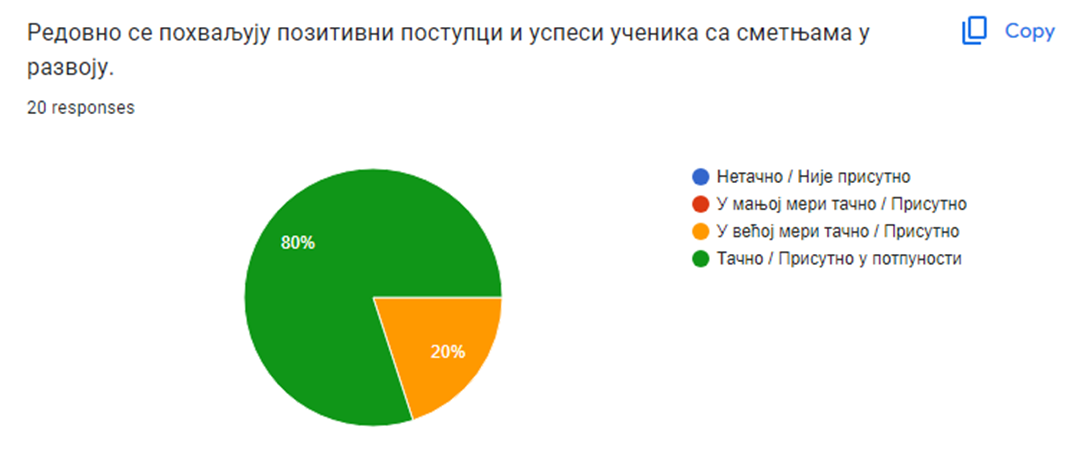 Редовно се похваљују позитивни поступци и успеси ученика са сметњама у
развоју.
Copy
20 responses
80%
20%
Нетачно / Није присутно
У мањој мери тачно / Присутно
У већој мери тачно / Присутно
Тачно / Присутно у потпуности